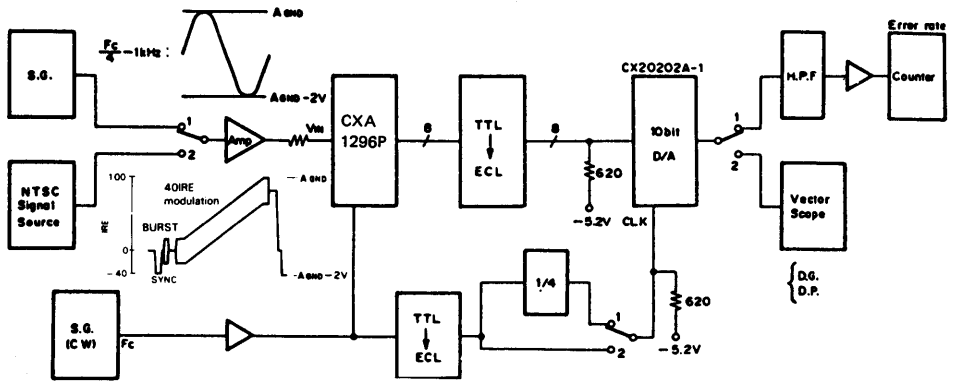 S.G.
Fc/4 – 1kHz :
AGND
AGND–2V
1
2
Amp
VIN
CXA
1296P
8
TTL
↓
ECL
8
620
–5.2V
CX20202A-1
10bit
D/A
CLK
1
2
H.P.F
Error rate
Counter
Vector
Scope
{ D.G.
D.P.
NTSC
Signal
Source
IRE
100
0
–40
40IRE
modulation
BURST
SYNC
–AGND
–AGND–2V
S.G.
(CW)
Fc
TTL
↓
ECL
1/4
1
2
620
–5.2V